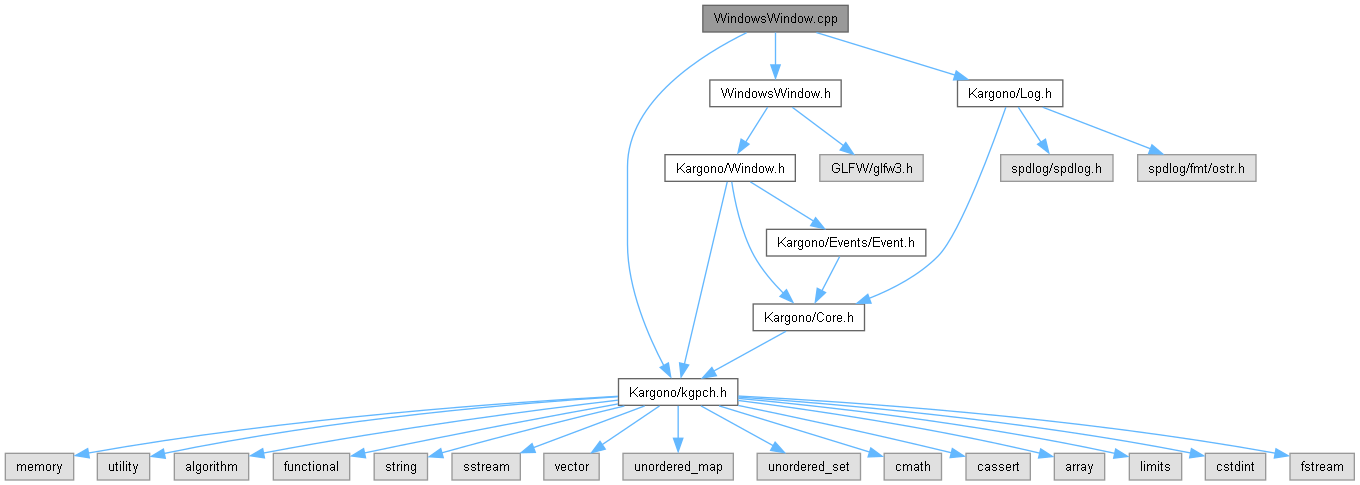 WindowsWindow.cpp
WindowsWindow.h
Kargono/Log.h
Kargono/Window.h
GLFW/glfw3.h
spdlog/spdlog.h
spdlog/fmt/ostr.h
Kargono/Events/Event.h
Kargono/Core.h
Kargono/kgpch.h
memory
utility
algorithm
functional
string
sstream
vector
unordered_map
unordered_set
cmath
cassert
array
limits
cstdint
fstream